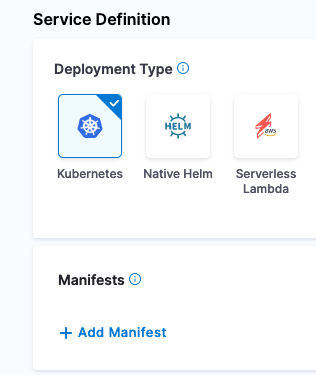 Service Definition
Deployment Type
HELM
aws
Kubernetes
Native Helm
Serverless
Lambda
Manifests
+ Add Manifest